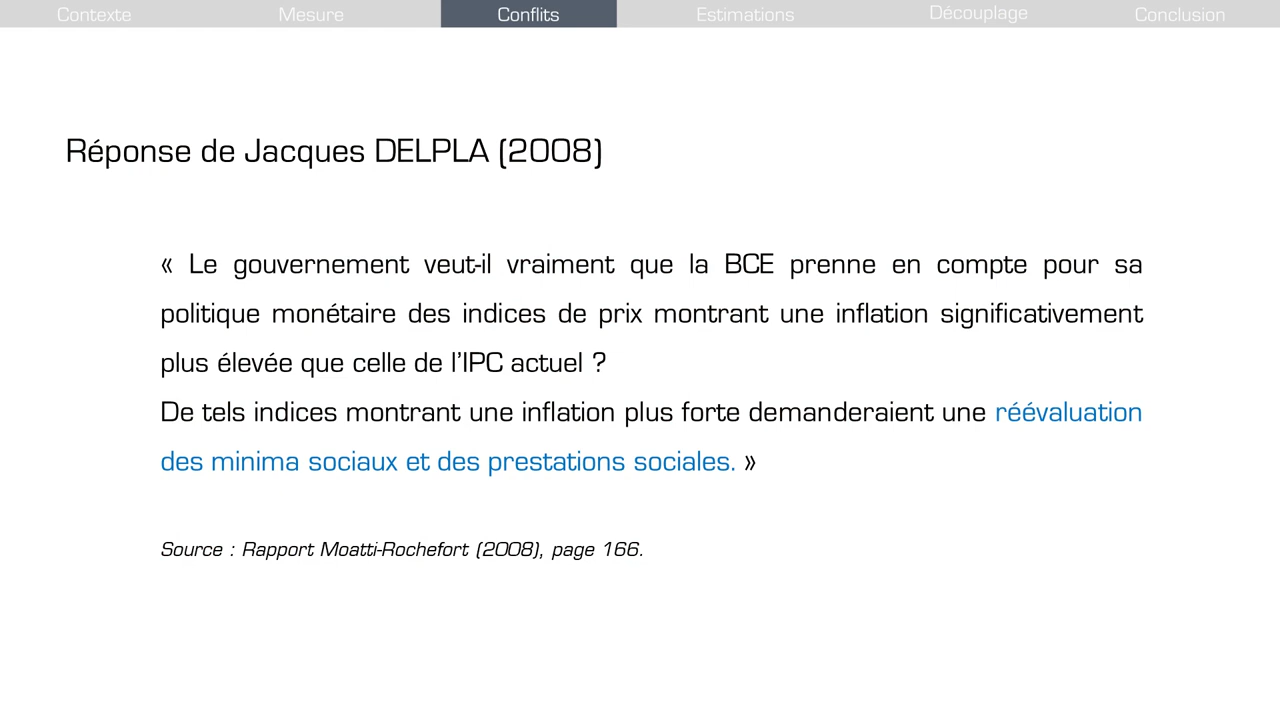 Contexte Mesure Conflits Estimations Découplage Conclusion
Réponse de Jacques DELPLA (2008)
« Le gouvernement veut-il vraiment que la BCE prenne en compte pour sa
politique monétaire des indices de prix montrant une inflation significativement
plus élevée que celle de l'IPC actuel ?
De tels indices montrant une inflation plus forte demanderaient une réévaluation
des minima sociaux et des prestations sociales. »
Source : Rapport Moatti-Rochefort (2008), page 166.